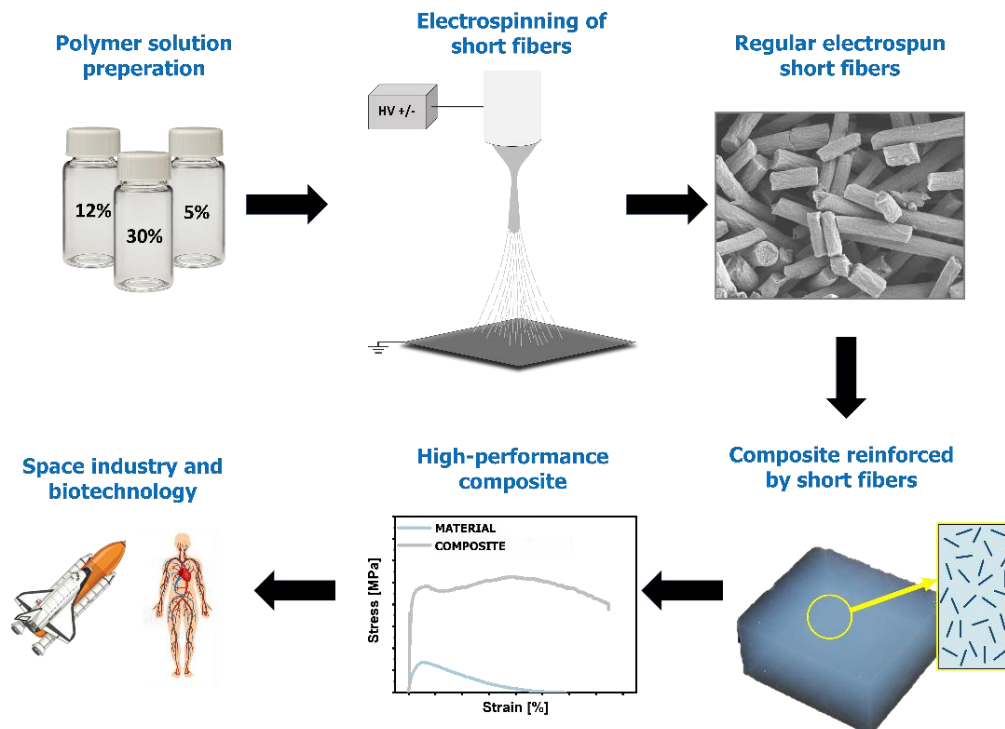 Polymer solution
preperation
12%
30%
5%
Electrospinning of
short fibers
HV +/-
Regular electrospun
short fibers
Composite reinforced
by short fibers
High-performance
composite
MATERIAL
COMPOSITE
Stress [MPa]
Strain [%]
Space industry and
biotechnology